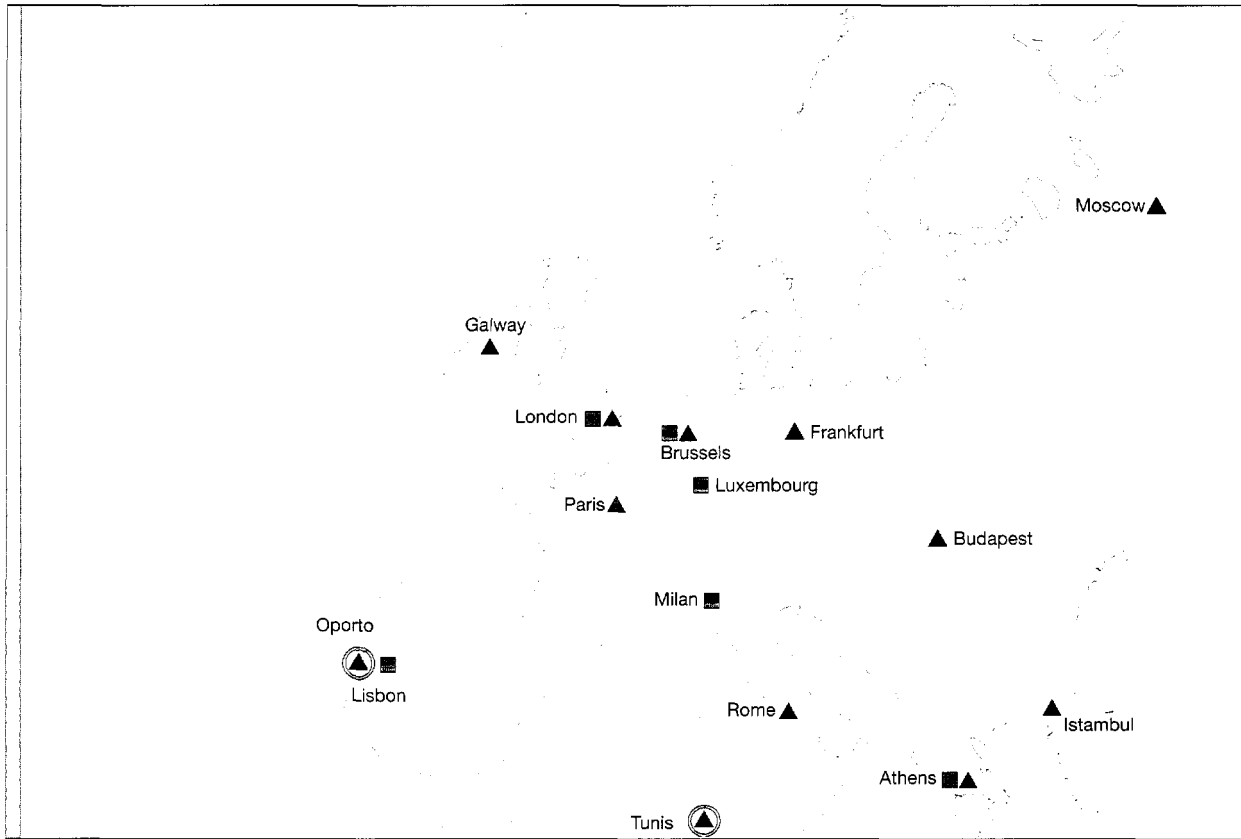 Moscow
Galway
London
Frankfurt
Brussels
Luxembourg
Paris
Budapest
Milan
Oporto
Lisbon
Rome
Istambul
Athens
Tunis